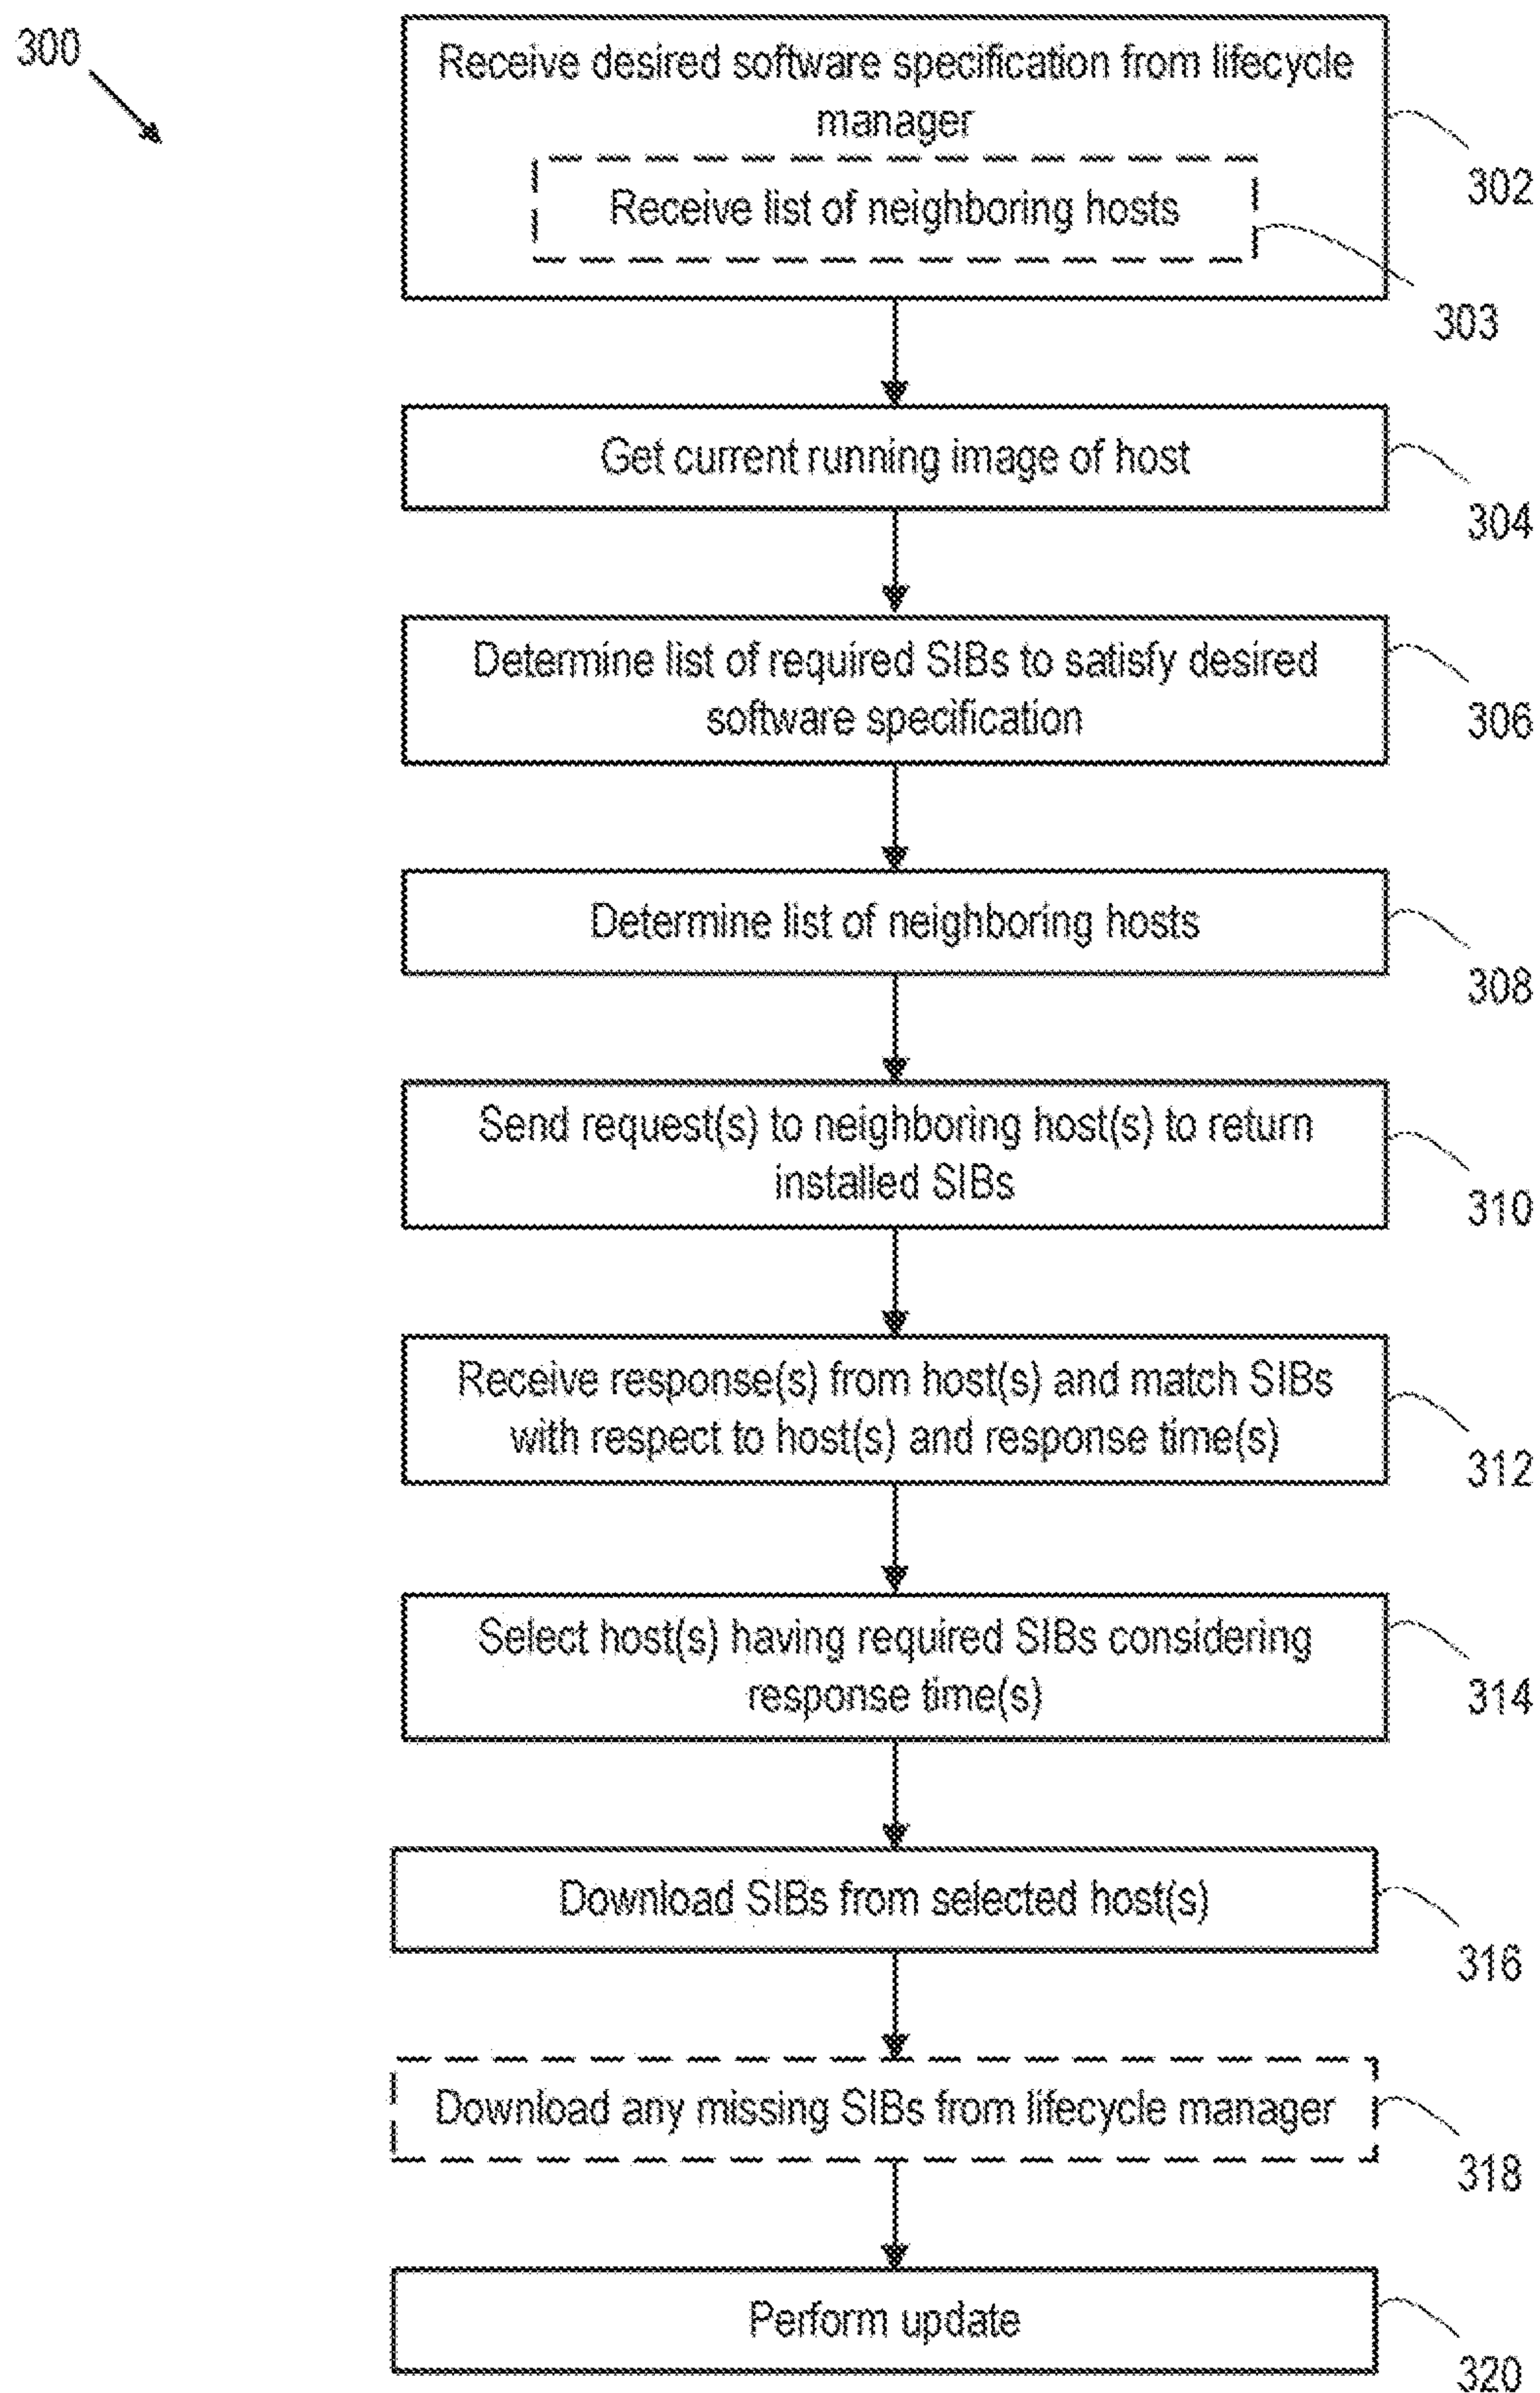 300
Receive desired software specification from lifecycle
manager
302
Receive list of neighboring hosts
303
Get current running image of host
304
Determine list of required SIBs to satisfy desired
software specification
306
Determine list of neighboring hosts
308
Send request(s) to neighboring host(s) to return
installed SIBs
310
Receive response(s) from host(s) and match SIBs
with respect to host(s) and response time(s)
312
Select host(s) having required SIBs considering
response time(s)
314
Download SIBs from selected host(s)
316
Download any missing SIBs from lifecycle manager
318
Perform update
320